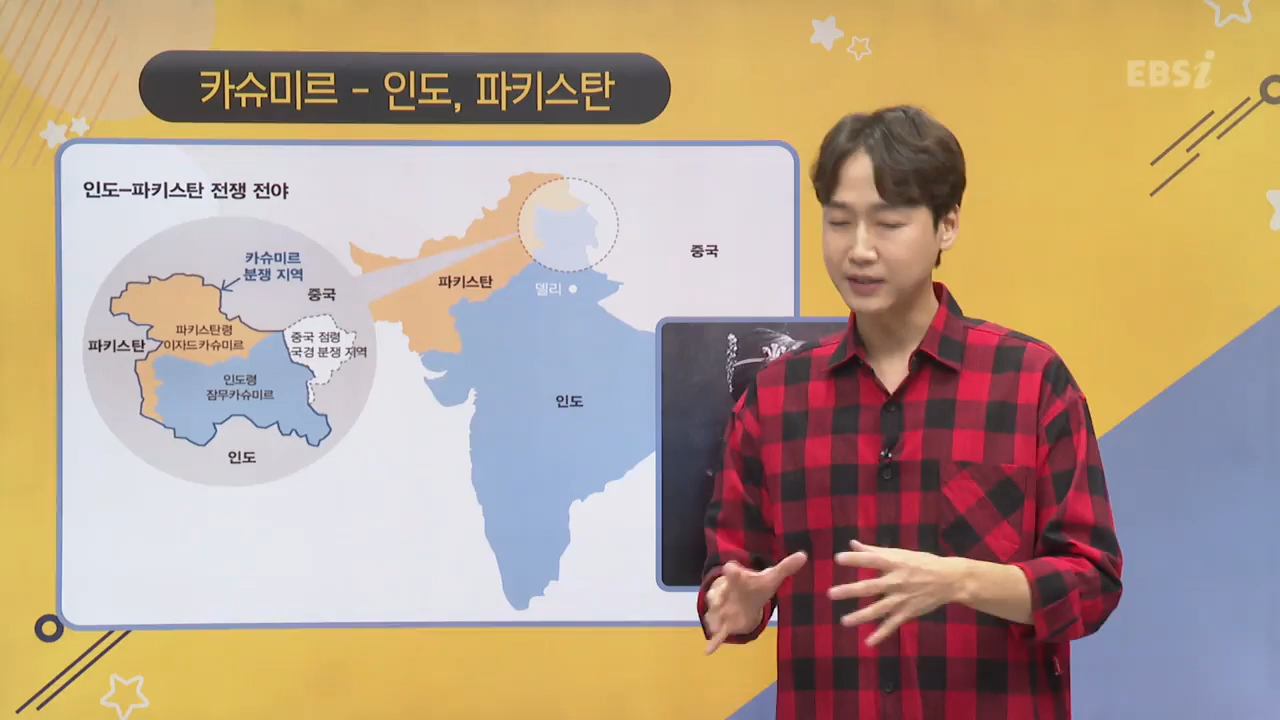 EBSi
카슈미르 - 인도, 파키스탄
인도-파키스탄 전쟁 전야
카슈미르
분쟁 지역
중국
파키스탄
파키스탄령
이자드카슈미르
중국 점령
국경 분쟁 지역
인도령
잠무카슈미르
인도
중국
파키스탄
델리
인도